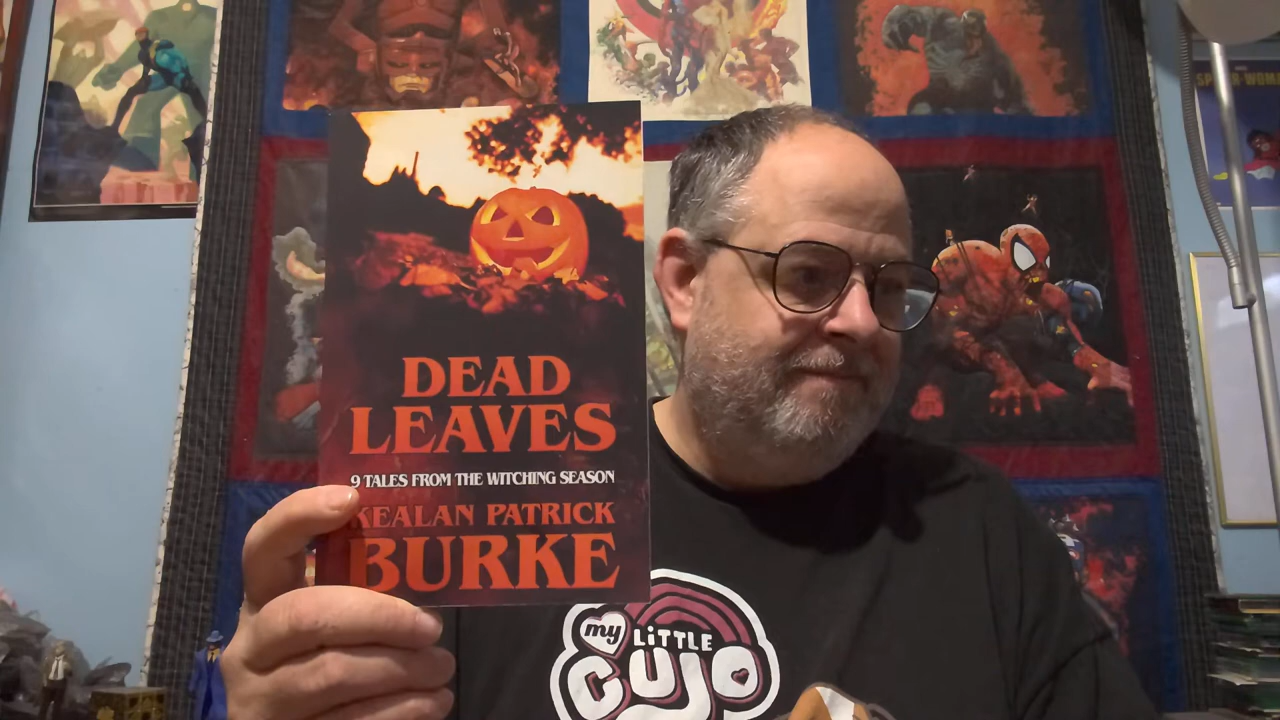 DEAD
LEAVES
9 TALES FROM THE WITCHING SEASON
KEALAN PATRICK
BURKE
my LiTTLE
CUJO